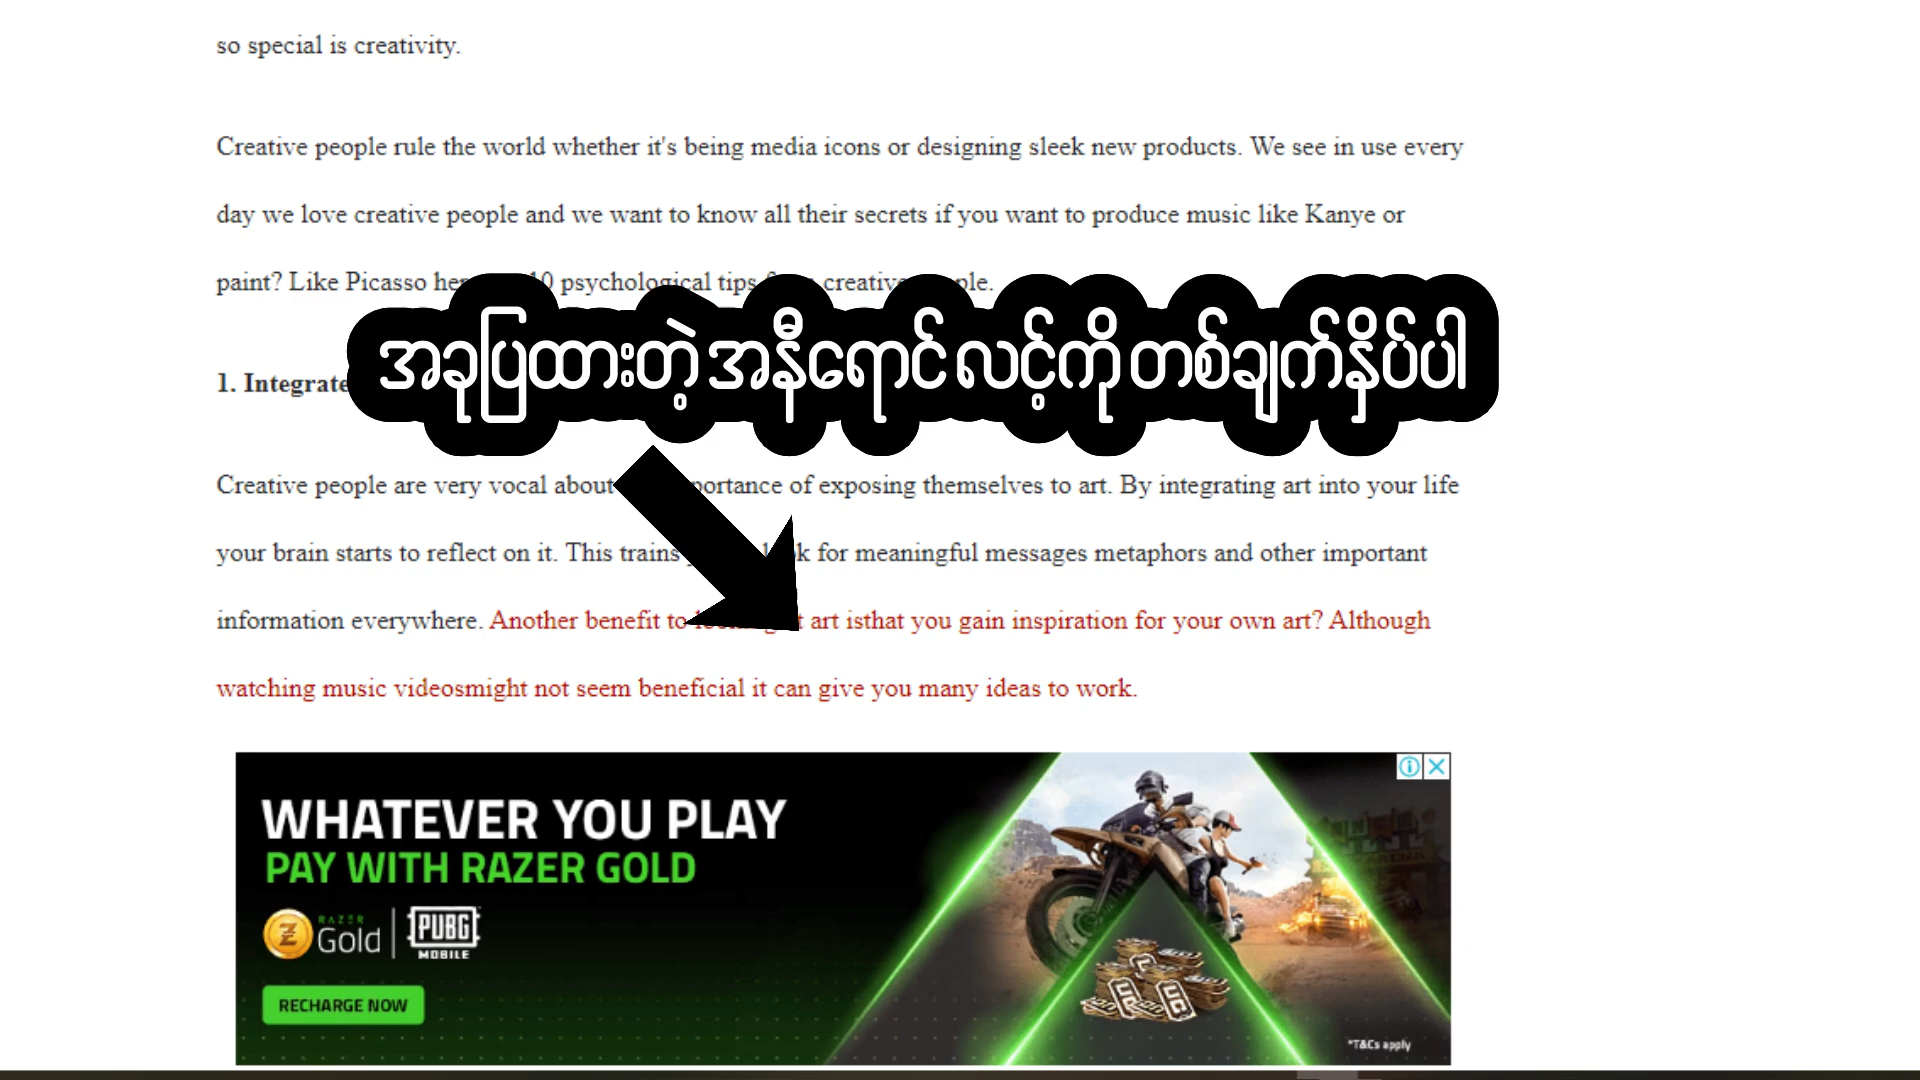 so special is creativity.
Creative people rule the world whether it's being media icons or designing sleek new products. We see in use every
day we love creative people and we want to know all their secrets if you want to produce music like Kanye or
paint? Like Picasso 10 psychological tips creative
အခုပြထားတဲ့အနီရောင်လင့်ကိုတစ်ချက်နှိပ်ပါ
1. Integrate
Creative people are very vocal about of exposing themselves to art. By integrating art into your life
your brain starts to reflect on it. This trains for meaningful messages metaphors and other important
information everywhere. Another benefit to art isthat you gain inspiration for your own art? Although
watching music videosmight not seem beneficial it can give you many ideas to work.
WHATEVER YOU PLAY
PAY WITH RAZER GOLD
RAZER
Gold
PUBG
MOBILE
RECHARGE NOW
*T&Cs apply